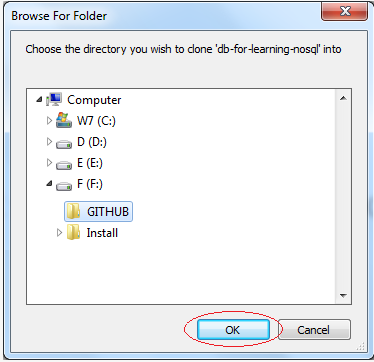 Browse For Folder
Choose the directory you wish to clone 'db-for-learning-nosql' into
Computer
W7 (C:)
D (D:)
E (E:)
F (F:)
GITHUB
Install
OK
Cancel